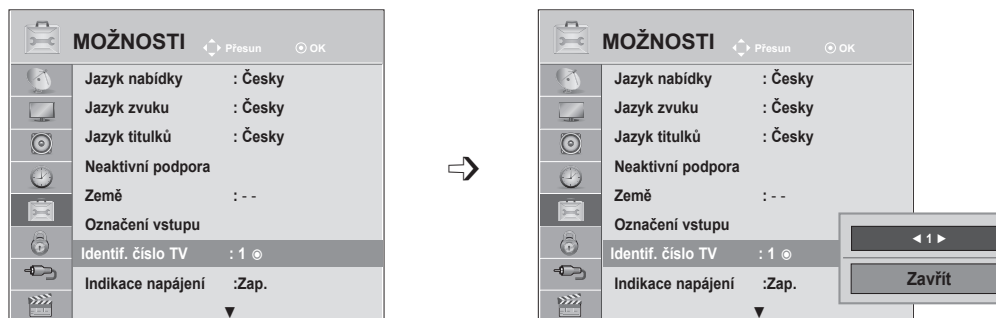 MOŽNOSTI Přesun OK
Jazyk nabídky : Česky
Jazyk zvuku : Česky
Jazyk titulků : Česky
Neaktivní podpora
Země : - -
Označení vstupu
Identif. číslo TV : 1
Indikace napájení :Zap.
MOŽNOSTI Přesun OK
Jazyk nabídky : Česky
Jazyk zvuku : Česky
Jazyk titulků : Česky
Neaktivní podpora
Země : - -
Označení vstupu
Identif. číslo TV : 1
Indikace napájení :Zap.
◄ 1 ►
Zavřít